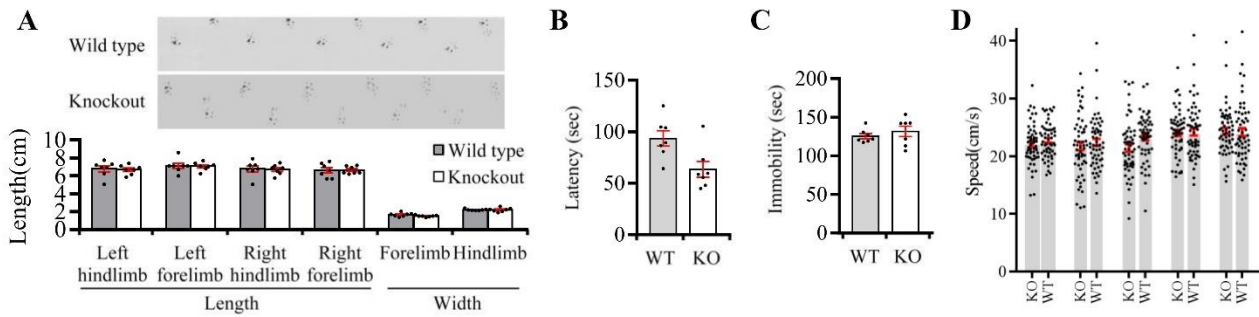 A
Wild type
Knockout
Length(cm)
10
8
6
4
2
0
Wild type
Knockout
Left hindlimb
Left forelimb
Right hindlimb
Right forelimb
Forelimb
Hindlimb
Length
Width
B
Latency (sec)
150
100
50
0
WT
KO
C
Immobility (sec)
200
150
100
50
0
WT
KO
D
Speed(cm/s)
40
30
20
10
0
KO
WT
KO
WT
KO
WT
KO
WT
KO
WT